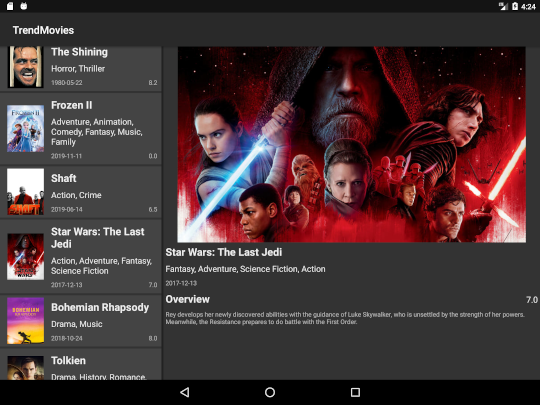 4:24
TrendMovies
The Shining
Horror, Thriller
1980-05-22 8.2
Frozen II
Adventure, Animation,
Comedy, Fantasy, Music,
Family
2019-11-11 0.0
Shaft
Action, Crime
2019-06-14 6.5
Star Wars: The Last
Jedi
Action, Adventure, Fantasy,
Science Fiction
2017-12-13 7.0
Bohemian Rhapsody
Drama, Music
2018-10-24 8.0
Tolkien
Drama, History, Romance,
Star Wars: The Last Jedi
Fantasy, Adventure, Science Fiction, Action
2017-12-13
Overview 7.0
Rey develops her newly discovered abilities with the guidance of Luke Skywalker, who is unsettled by the strength of her powers.
Meanwhile, the Resistance prepares to do battle with the First Order.